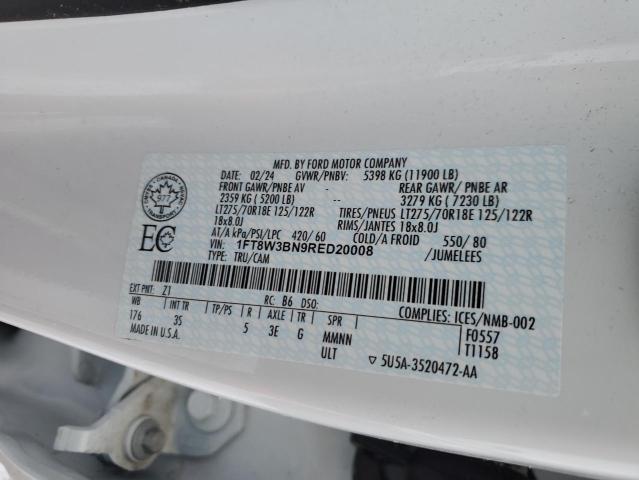 MFD. BY FORD MOTOR COMPANY
DATE: 02/24 GVWR/PNBV: 5398 KG (11900 LB)
FRONT GAWR/PNBE AV REAR GAWR/ PNBE AR
2359 KG ( 5200 LB) 3279 KG ( 7230 LB)
LT275/70R18E 125/122R TIRES/PNEUS LT275/70R18E 125/122R
18x8.0J RIMS/JANTES 18x8.0J
AT/A kPa/PSI/LPC 420/60 COLD/A FROID 550/80
VIN: 1FT8W3BN9RED20008 /JUMELEES
TYPE: TRU/CAM
EC
977
CANADA
EXT PNT: Z1 RC: B6 DSO: COMPLIES: ICES/NMB-002
WB INT TR TP/PS R AXLE TR SPR F0557
176 35 5 3E G MMNN T1158
MADE IN U.S.A. ULT 5U5A-3520472-AA